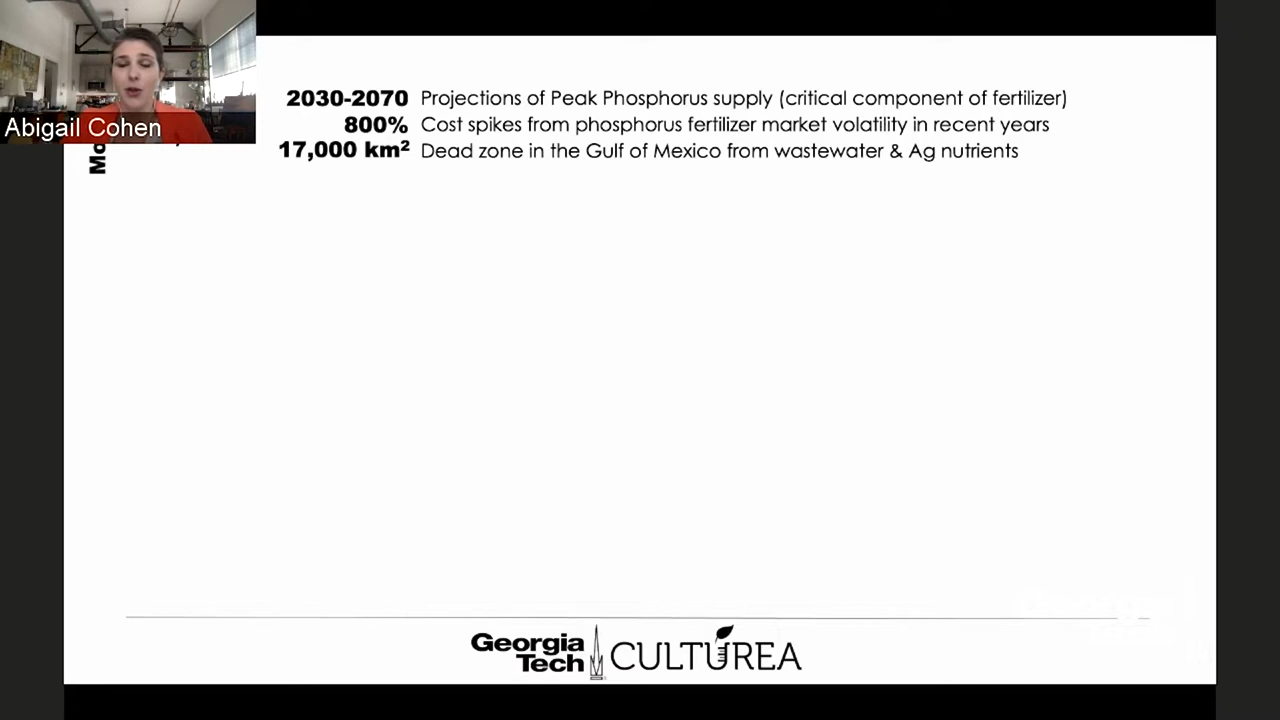 Abigail Cohen
Mo
2030-2070 Projections of Peak Phosphorus supply (critical component of fertilizer)
800% Cost spikes from phosphorus fertilizer market volatility in recent years
17,000 km² Dead zone in the Gulf of Mexico from wastewater & Ag nutrients
Georgia
Tech
CULTUREA